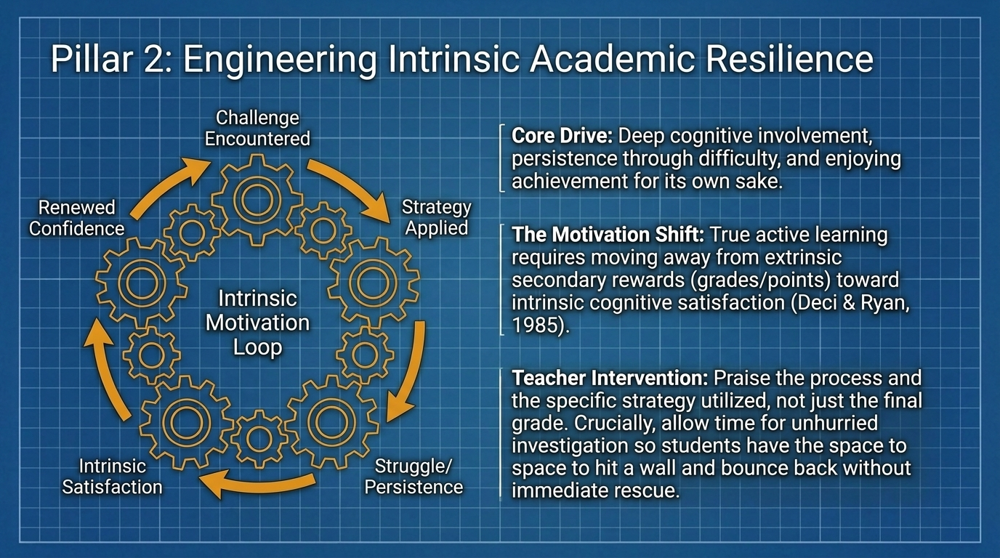 Pillar 2: Engineering Intrinsic Academic Resilience
Challenge
Encountered
Strategy
Applied
Struggle/
Persistence
Intrinsic
Satisfaction
Renewed
Confidence
Intrinsic
Motivation
Loop
Core Drive: Deep cognitive involvement,
persistence through difficulty, and enjoying
achievement for its own sake.
The Motivation Shift: True active learning
requires moving away from extrinsic
secondary rewards (grades/points) toward
intrinsic cognitive satisfaction (Deci & Ryan,
1985).
Teacher Intervention: Praise the process and
the specific strategy utilized, not just the final
grade. Crucially, allow time for unhurried
investigation so students have the space to
space to hit a wall and bounce back without
immediate rescue.